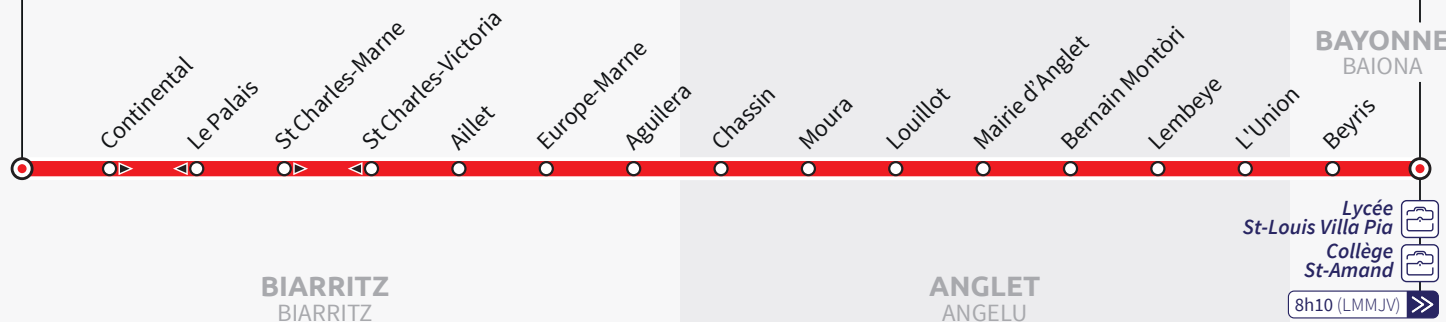 Continental
Le Palais
St Charles-Marne
St Charles-Victoria
Aillet
Europe-Marne
Aguilera
Chassin
Moura
Louillot
Mairie d'Anglet
Bernain Montòri
Lembeye
L'Union
Beyris
BAYONNE
BAIONA
Lycée
St-Louis Villa Pia
Collège
St-Amand
8h10 (LMMJV)
BIARRITZ
BIARRITZ
ANGLET
ANGELU